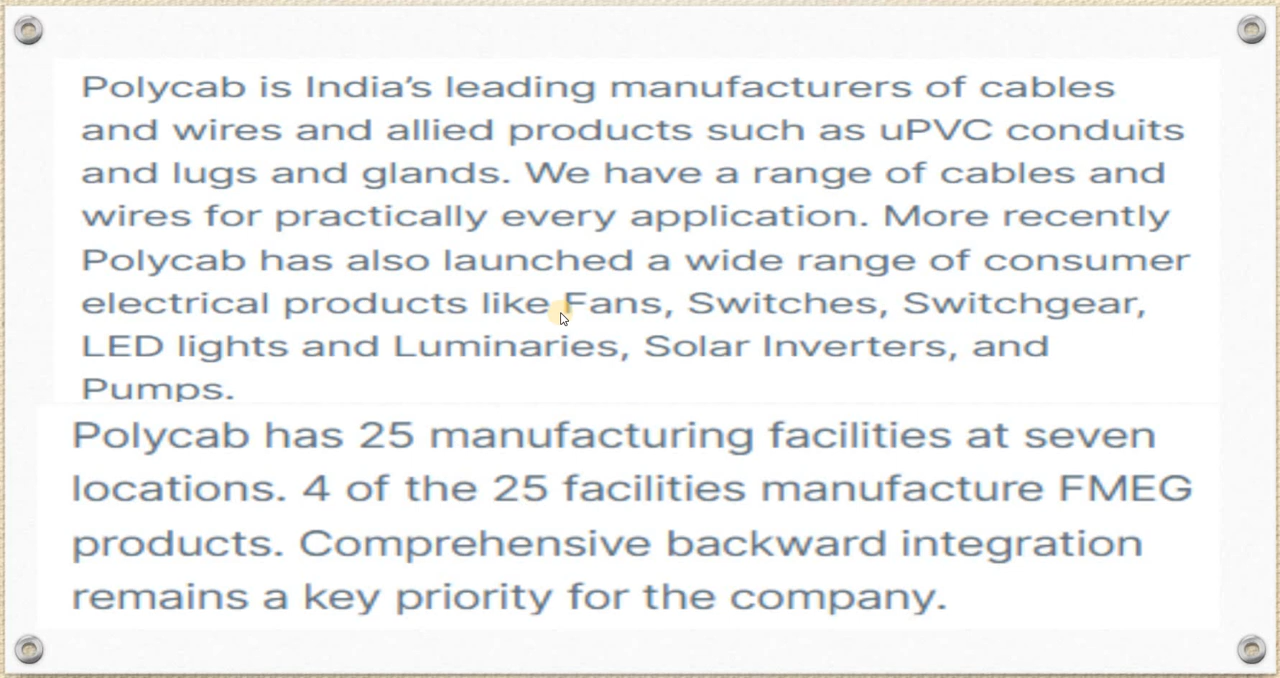 Polycab is India's leading manufacturers of cables
and wires and allied products such as uPVC conduits
and lugs and glands. We have a range of cables and
wires for practically every application. More recently
Polycab has also launched a wide range of consumer
electrical products like Fans, Switches, Switchgear,
LED lights and Luminaries, Solar Inverters, and
Pumps.
Polycab has 25 manufacturing facilities at seven
locations. 4 of the 25 facilities manufacture FMEG
products. Comprehensive backward integration
remains a key priority for the company.